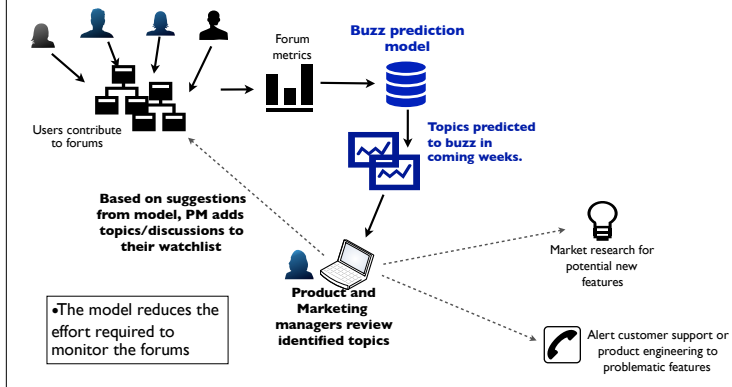 Buzz prediction
model
Forum
metrics
Users contribute
to forums
Topics predicted
to buzz in
coming weeks.
Based on suggestions
from model, PM adds
topics/discussions to
their watchlist
Market research for
potential new
features
Product and
Marketing
managers review
identified topics
•The model reduces the
effort required to
monitor the forums
Alert customer support or
product engineering to
problematic features